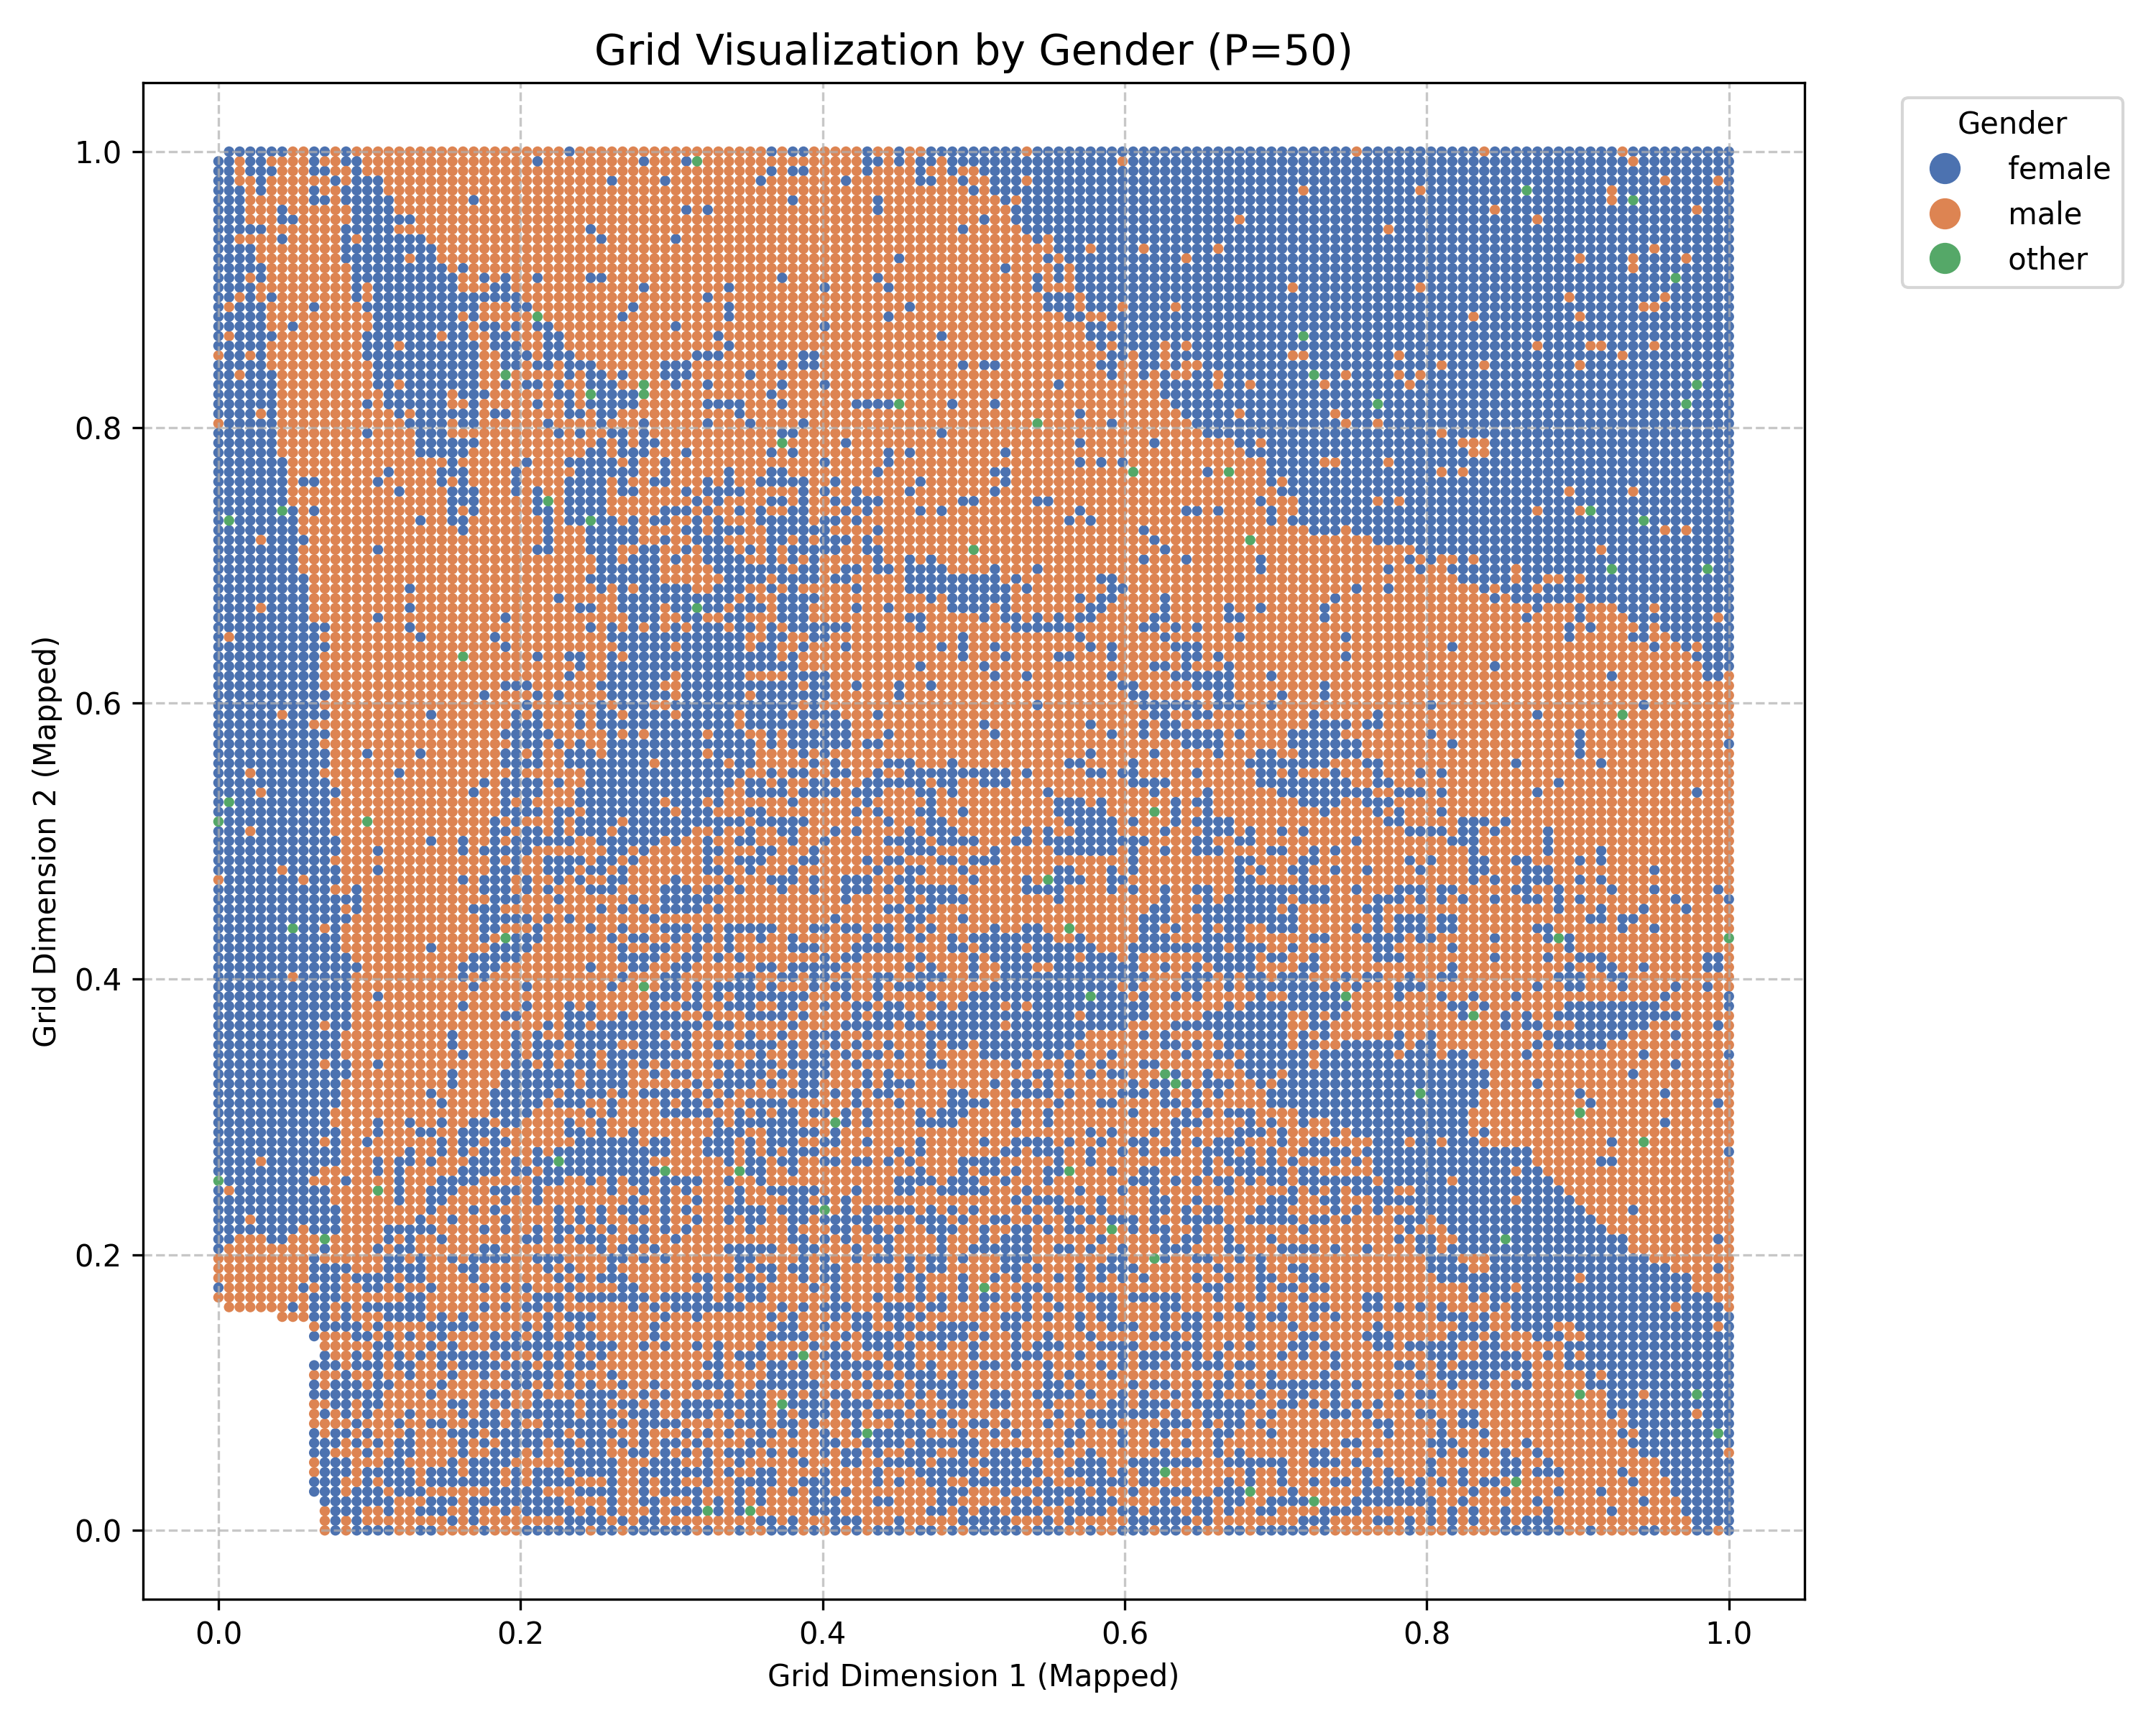 Grid Visualization by Gender (P=50)
Gender
female
male
other
1.0
0.8
0.6
0.4
0.2
0.0
Grid Dimension 2 (Mapped)
0.0 0.2 0.4 0.6 0.8 1.0
Grid Dimension 1 (Mapped)